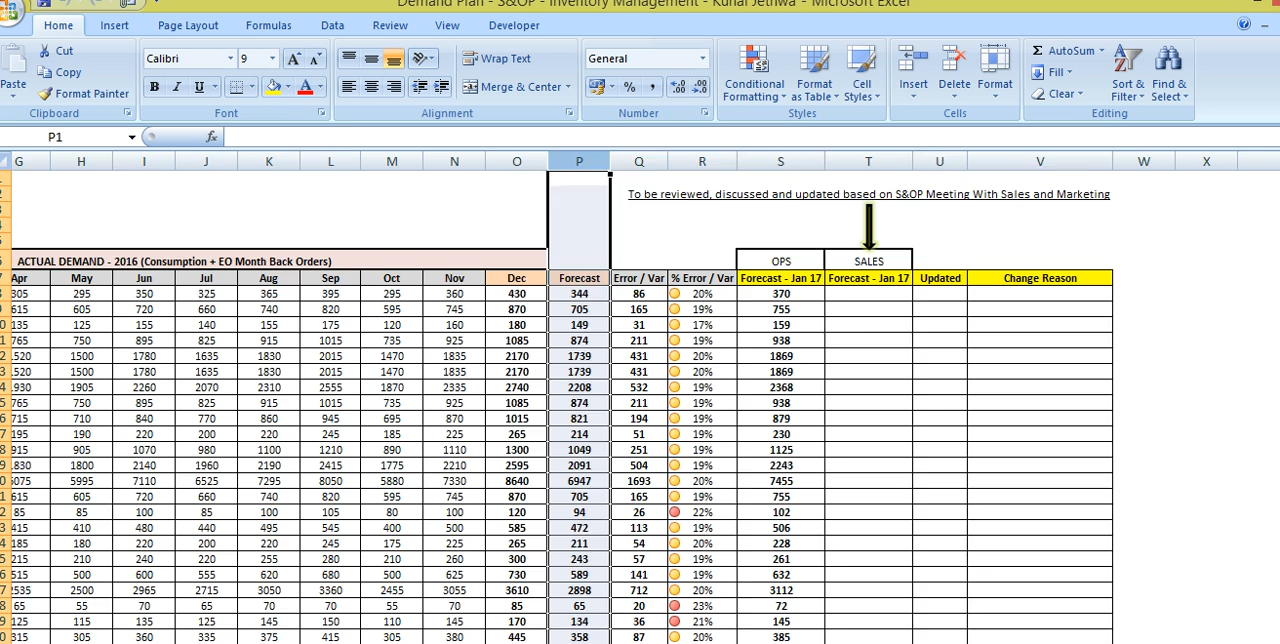 Demand Plan - S&OP - Inventory Management - Kunal Jethwa - Microsoft Excel
Home Insert Page Layout Formulas Data Review View Developer
Paste Cut Copy Format Painter Calibri 9 B I U Wrap Text Merge & Center General % , Conditional Formatting Format as Table Cell Styles Insert Delete Format Σ AutoSum Fill Clear Sort & Filter Find & Select
Clipboard Font Alignment Number Styles Cells Editing
P1 fx
G H I J K L M N O P Q R S T U V W X
To be reviewed, discussed and updated based on S&OP Meeting With Sales and Marketing
ACTUAL DEMAND - 2016 (Consumption + EO Month Back Orders) OPS SALES
Apr May Jun Jul Aug Sep Oct Nov Dec Forecast Error / Var % Error / Var Forecast - Jan 17 Forecast - Jan 17 Updated Change Reason
305 295 350 325 365 395 295 360 430 344 86 20% 370
615 605 720 660 740 820 595 745 870 705 165 19% 755
135 125 155 140 155 175 120 160 180 149 31 17% 159
765 750 895 825 915 1015 735 925 1085 874 211 19% 938
520 1500 1780 1635 1830 2015 1470 1835 2170 1739 431 20% 1869
520 1500 1780 1635 1830 2015 1470 1835 2170 1739 431 20% 1869
930 1905 2260 2070 2310 2555 1870 2335 2740 2208 532 19% 2368
765 750 895 825 915 1015 735 925 1085 874 211 19% 938
715 710 840 770 860 945 695 870 1015 821 194 19% 879
195 190 220 200 220 245 185 225 265 214 51 19% 230
915 905 1070 980 1100 1210 890 1110 1300 1049 251 19% 1125
830 1800 2140 1960 2190 2415 1775 2210 2595 2091 504 19% 2243
075 5995 7110 6525 7295 8050 5880 7330 8640 6947 1693 20% 7455
615 605 720 660 740 820 595 745 870 705 165 19% 755
85 85 100 85 100 105 80 100 120 94 26 22% 102
415 410 480 440 495 545 400 500 585 472 113 19% 506
185 180 220 200 220 245 175 225 265 211 54 20% 228
215 210 240 220 255 280 210 260 300 243 57 19% 261
515 500 600 555 620 680 500 625 730 589 141 19% 632
535 2500 2965 2715 3050 3360 2455 3055 3610 2898 712 20% 3112
65 55 70 65 70 70 55 70 85 65 20 23% 72
125 115 135 125 145 150 110 145 170 134 36 21% 145
315 305 360 335 375 415 305 380 445 358 87 20% 385